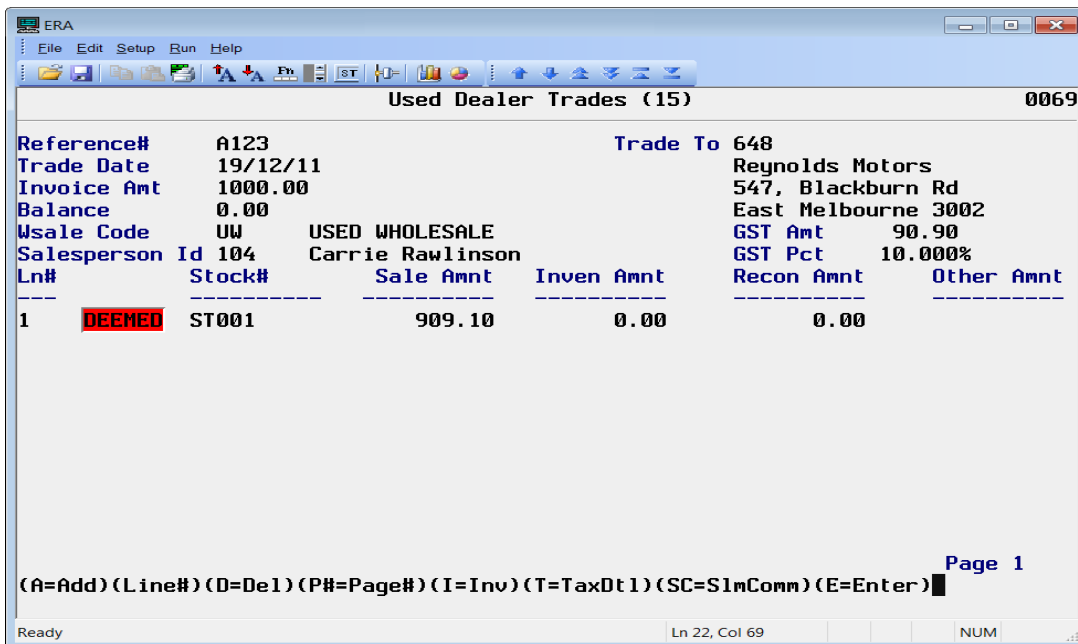 ERA
File Edit Setup Run Help
Fn ST
Used Dealer Trades (15) 0069
Reference# A123 Trade To 648
Trade Date 19/12/11 Reynolds Motors
Invoice Amt 1000.00 547, Blackburn Rd
Balance 0.00 East Melbourne 3002
Wsale Code UW USED WHOLESALE GST Amt 90.90
Salesperson Id 104 Carrie Rawlinson GST Pct 10.000%
Ln# Stock# Sale Amnt Inven Amnt Recon Amnt Other Amnt
--- ---------- ---------- ---------- ---------- ----------
1 DEEMED ST001 909.10 0.00 0.00
Page 1
(A=Add)(Line#)(D=Del)(P#=Page#)(I=Inv)(T=TaxDtl)(SC=SlmComm)(E=Enter)
Ready Ln 22, Col 69 NUM